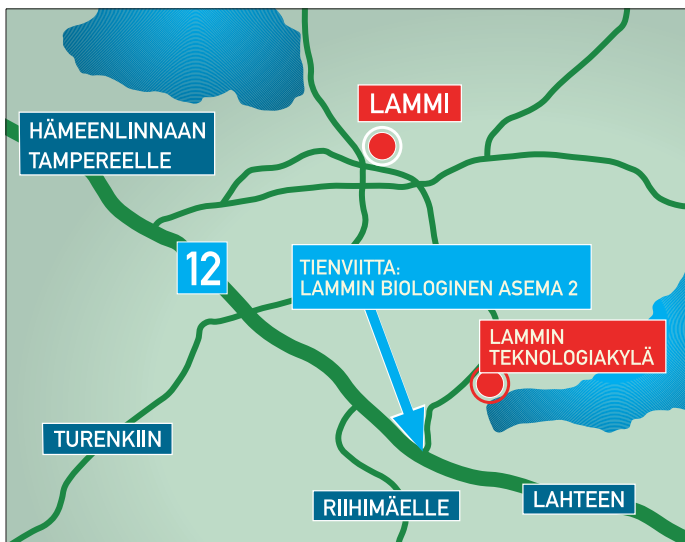 LAMMI
HÄMEENLINNAAN
TAMPEREELLE
12
TIENVIITTA:
LAMMIN BIOLOGINEN ASEMA 2
LAMMIN
TEKNOLOGIAKYLÄ
TURENKIIN
RIIHIMÄELLE
LAHTEEN